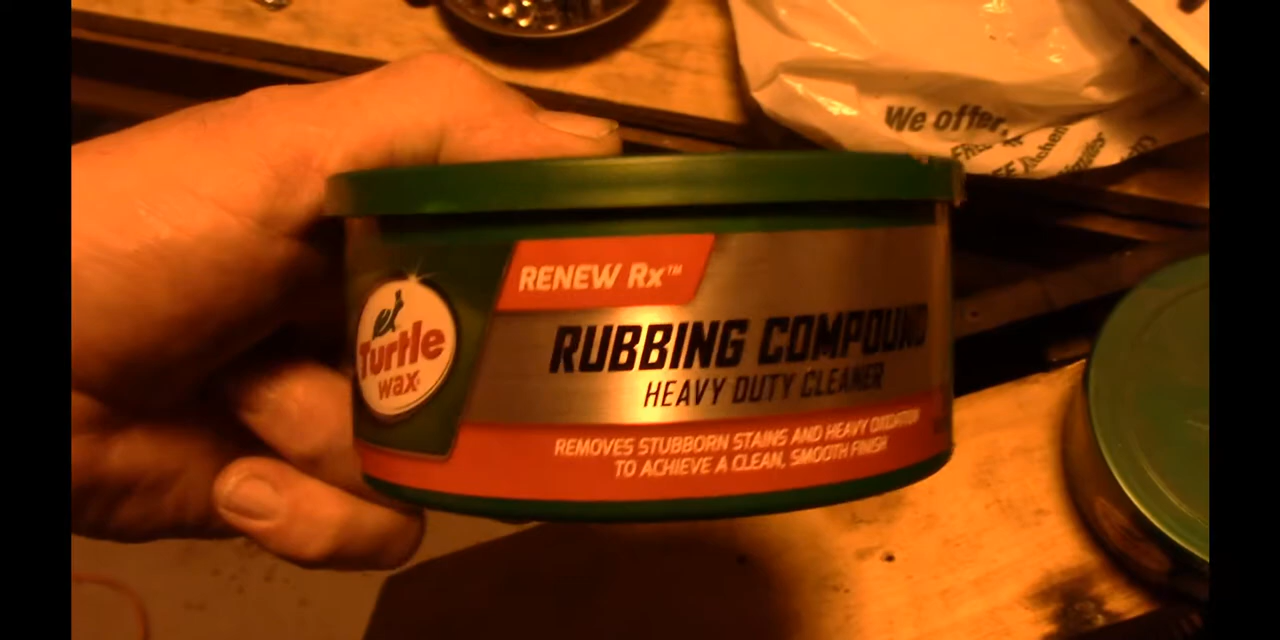 We offer
RENEW Rx™
Turtle
wax
RUBBING COMPOUND
HEAVY DUTY CLEANER
REMOVES STUBBORN STAINS AND HEAVY OXIDATION
TO ACHIEVE A CLEAN, SMOOTH FINISH